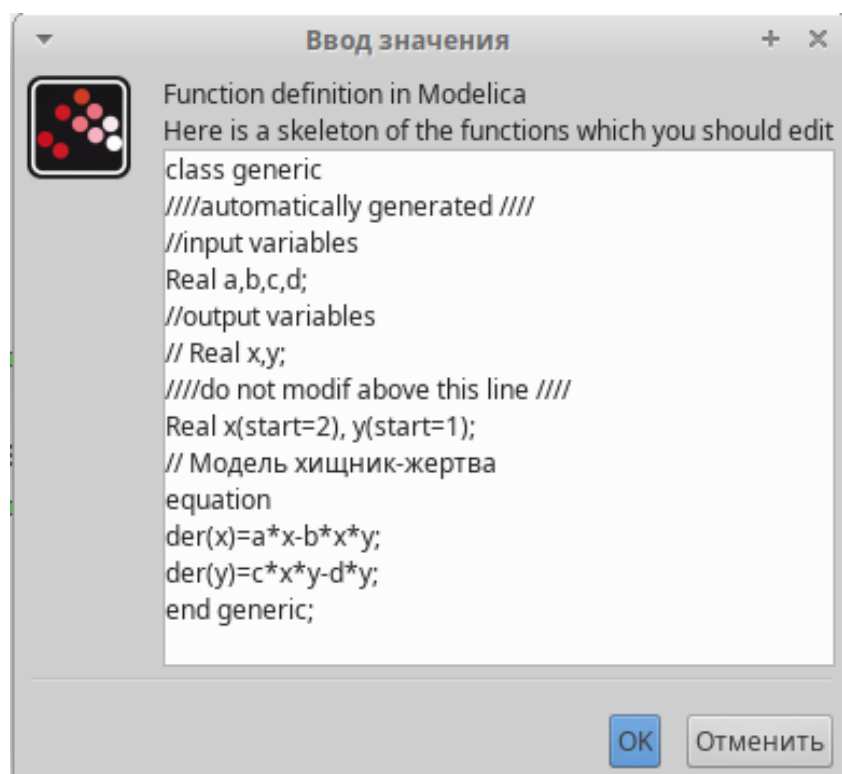 Ввод значения
Function definition in Modelica
Here is a skeleton of the functions which you should edit
class generic
////automatically generated ////
//input variables
Real a,b,c,d;
//output variables
// Real x,y;
////do not modif above this line ////
Real x(start=2), y(start=1);
// Модель хищник-жертва
equation
der(x)=a*x-b*x*y;
der(y)=c*x*y-d*y;
end generic;
OK
Отменить